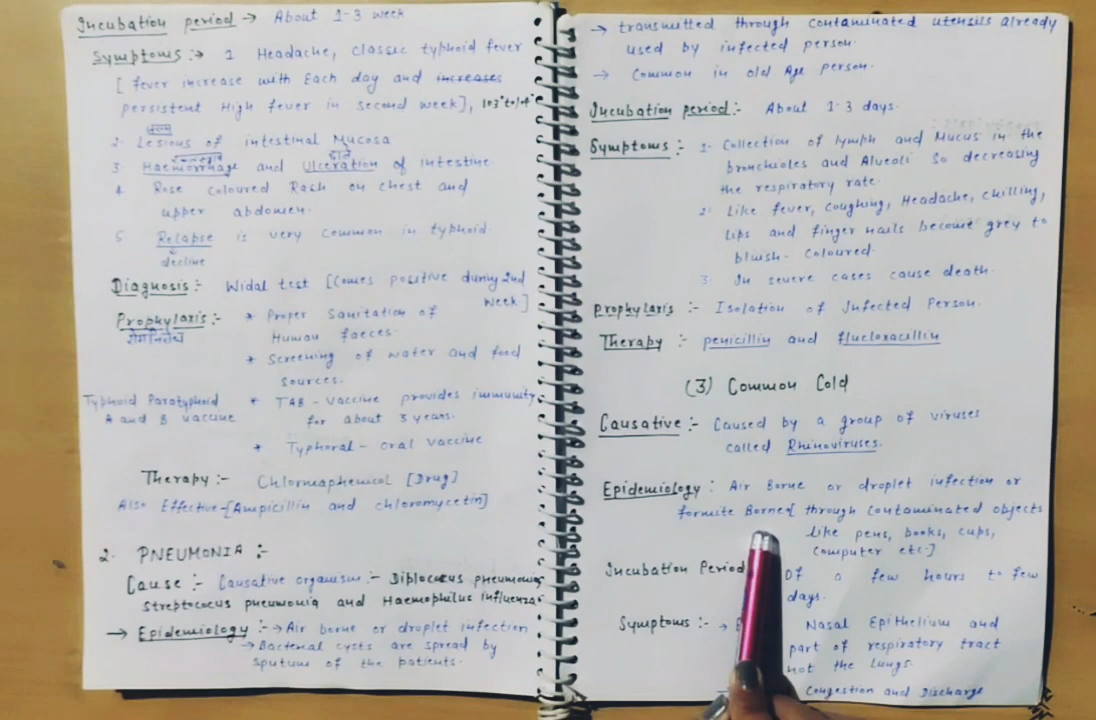 Incubation period → About 1-3 week
Symptoms :→ 1 Headache, classic typhoid fever
[ fever increase with Each day and increases
persistent High fever in second week], 103° to 104°
2. Lesions of intestinal Mucosa
3 Haemorrhage and Ulceration of intestine.
4. Rose coloured Rash on chest and
upper abdomen.
5. Relapse is very common in typhoid.
decline
Diagnosis :- Widal test [Comes positive during 2nd
week]
Prophylaxis :- * Proper Sanitation of
रोगनिरोध Human faeces.
* Screening of water and food
sources.
Typhoid Paratyphoid * TAB - Vaccine provides immunity
A and B vaccine for about 3 years.
* Typhoral - oral vaccine
Therapy :- Chlormaphenicol [Drug]
Also Effective-[Ampicillin and chloromycetin]
2. PNEUMONIA :-
Cause :- Causative organism :- Diplococus pneumonia,
Streptococus pneumonia and Haemophilus influenza
→ Epidemiology :→ Air borne or droplet infection
→ Bacterial cysts are spread by
sputum of the patients.
→ transmitted through contaminated utensils already
used by infected person.
→ Common in old Age person.
Incubation period :- About 1-3 days.
Symptoms :- 1. Collection of lymph and Mucus in the
bronchioles and Alveoli so decreasing
the respiratory rate.
2. Like fever, coughing, Headache, chilling,
lips and finger nails become grey to
bluish- coloured.
3. In severe cases cause death.
Prophylaxis :- Isolation of Infected Person.
Therapy :- penicillin and flucloxacillin
(3) Common Cold
Causative :- Caused by a group of viruses
called Rhinoviruses.
Epidemiology : Air Borne or droplet infection or
formite Borne[ through contaminated objects
like pens, books, cups,
computer etc.]
Incubation Period Of a few hours to few
days.
Symptoms :- → Nasal Epithelium and
part of respiratory tract
not the Lungs.
Congestion and Discharge